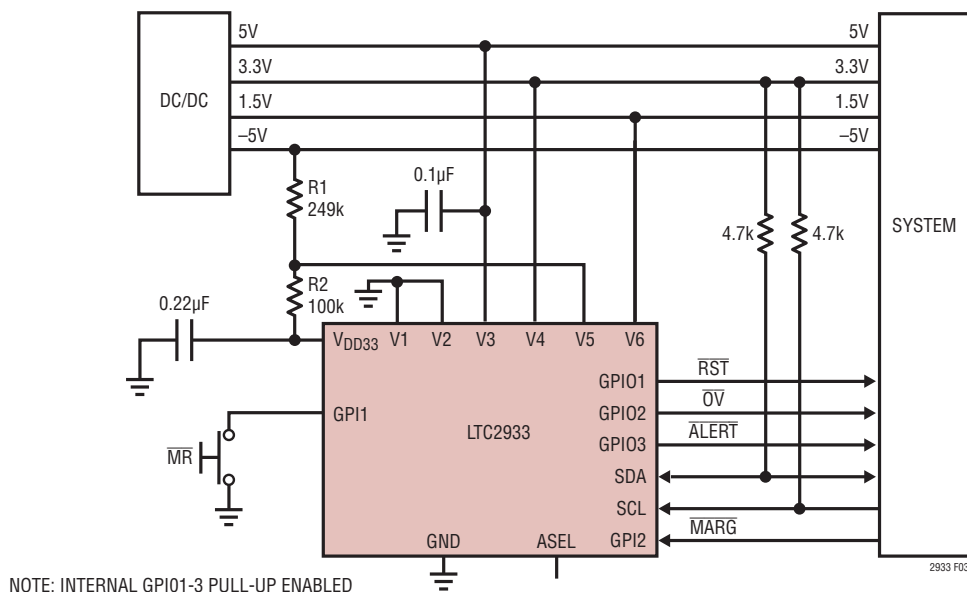 DC/DC
5V
3.3V
1.5V
–5V
5V
3.3V
1.5V
–5V
SYSTEM
R1
249k
0.1µF
4.7k
4.7k
R2
100k
0.22µF
VDD33
V1
V2
V3
V4
V5
V6
GPI1
LTC2933
GPIO1
GPIO2
GPIO3
SDA
SCL
GPI2
RST
OV
ALERT
MARG
MR
GND
ASEL
2933 F03
NOTE: INTERNAL GPI01-3 PULL-UP ENABLED